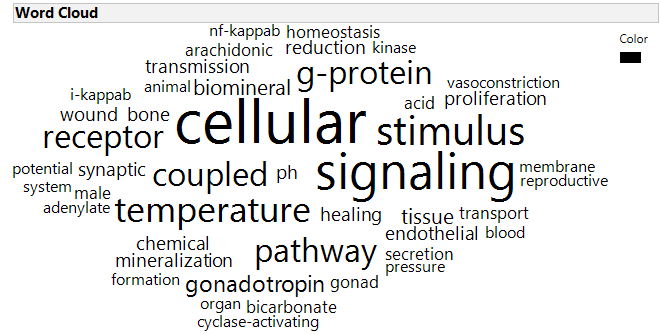 Word Cloud
Color
nf-kappab homeostasis
arachidonic reduction kinase
transmission g-protein
animal biomineral vasoconstriction
i-kappab acid proliferation
wound bone cellular stimulus
receptor
potential synaptic coupled ph signaling membrane
system male reproductive
adenylate temperature healing tissue transport
endothelial blood
chemical pathway secretion
mineralization pressure
formation gonadotropin gonad
organ bicarbonate
cyclase-activating